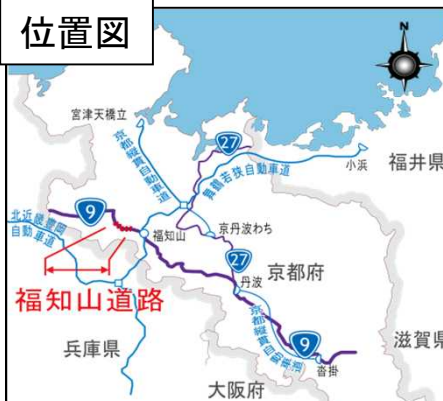 位置図
N
宮津天橋立
京都縦貫自動車道
27
舞鶴若狭自動車道
小浜
福井県
北近畿豊岡
自動車道
9
福知山
京丹波わち
27
京都府
丹波
福知山道路
京都縦貫自動車道
9
兵庫県
滋賀県
沓掛
大阪府